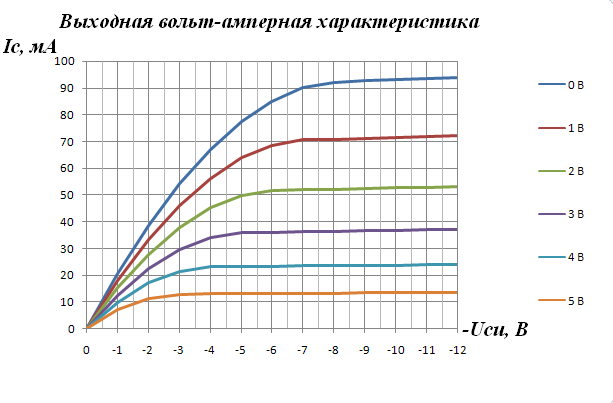 Выходная вольт-амперная характеристика
Iс, мА
100
90
80
70
60
50
40
30
20
10
0
0 -1 -2 -3 -4 -5 -6 -7 -8 -9 -10 -11 -12
-Uси, В
0 В
1 В
2 В
3 В
4 В
5 В